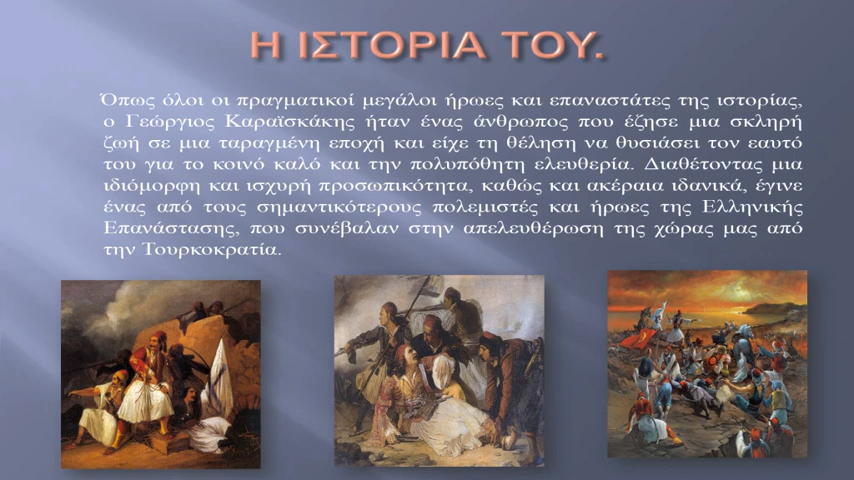 Η ΙΣΤΟΡΙΑ ΤΟΥ.
Όπως όλοι οι πραγματικοί μεγάλοι ήρωες και επαναστάτες της ιστορίας,
ο Γεώργιος Καραϊσκάκης ήταν ένας άνθρωπος που έζησε μια σκληρή
ζωή σε μια ταραγμένη εποχή και είχε τη θέληση να θυσιάσει τον εαυτό
του για το κοινό καλό και την πολυπόθητη ελευθερία. Διαθέτοντας μια
ιδιόμορφη και ισχυρή προσωπικότητα, καθώς και ακέραια ιδανικά, έγινε
ένας από τους σημαντικότερους πολεμιστές και ήρωες της Ελληνικής
Επανάστασης, που συνέβαλαν στην απελευθέρωση της χώρας μας από
την Τουρκοκρατία.